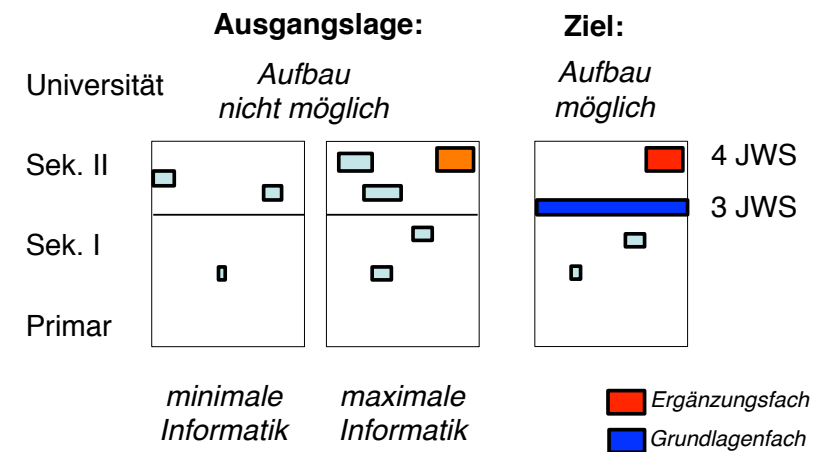 Ausgangslage:
Ziel:
Universität
Aufbau
nicht möglich
Aufbau
möglich
Sek. II
4 JWS
3 JWS
Sek. I
Primar
minimale
Informatik
maximale
Informatik
Ergänzungsfach
Grundlagenfach